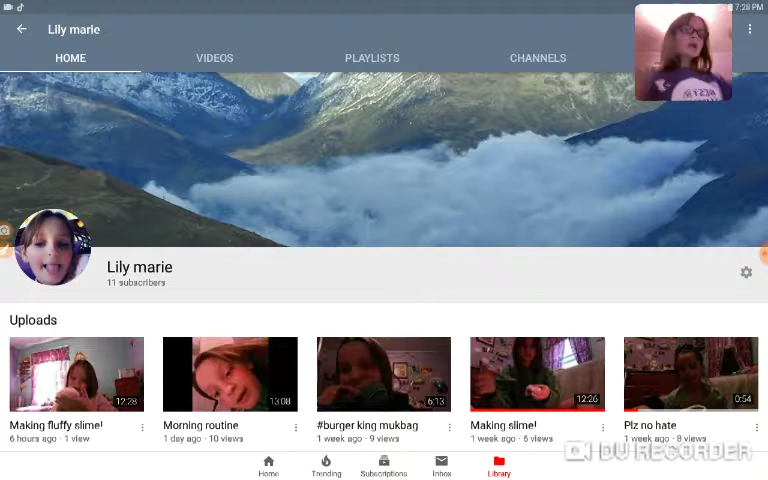 7:28 PM
Lily marie
HOME VIDEOS PLAYLISTS CHANNELS
Lily marie
11 subscribers
Uploads
12:28 13:08 6:13 12:26 0:54
Making fluffy slime! Morning routine #burger king mukbag Making slime! Plz no hate
6 hours ago · 1 view 1 day ago · 10 views 1 week ago · 9 views 1 week ago · 6 views 1 week ago · 8 views
DU RECORDER
Home Trending Subscriptions Inbox Library